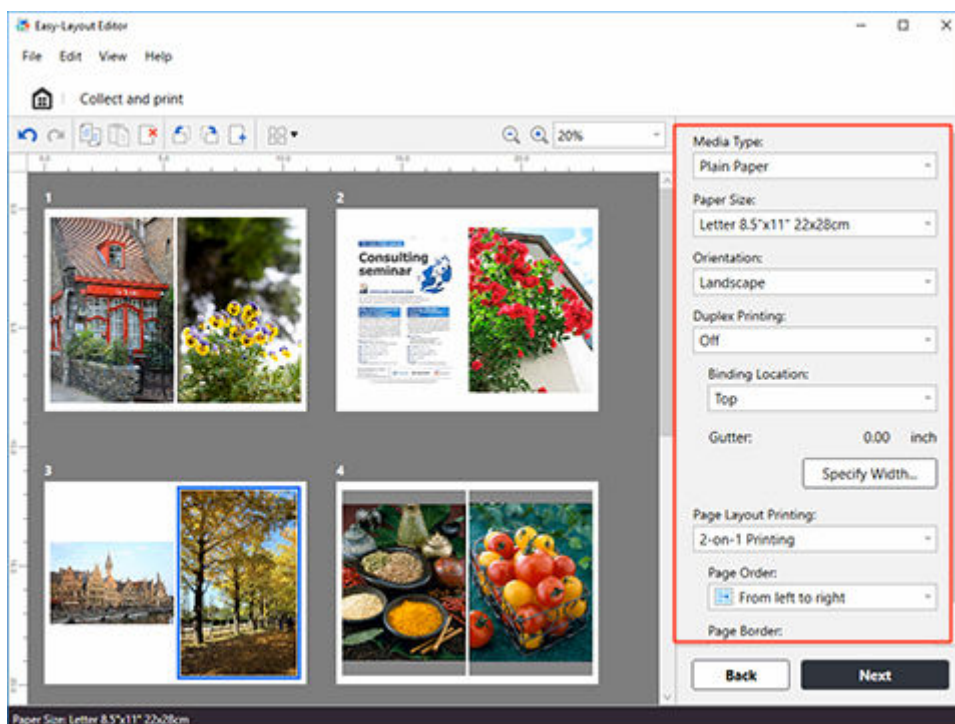 Easy-Layout Editor
File Edit View Help
Collect and print
20%
Media Type:
Plain Paper
Paper Size:
Letter 8.5"x11" 22x28cm
Orientation:
Landscape
Duplex Printing:
Off
Binding Location:
Top
Gutter: 0.00 inch
Specify Width...
Page Layout Printing:
2-on-1 Printing
Page Order:
From left to right
Page Border:
Back Next
1 2
Consulting
seminar
3 4
Paper Size: Letter 8.5"x11" 22x28cm